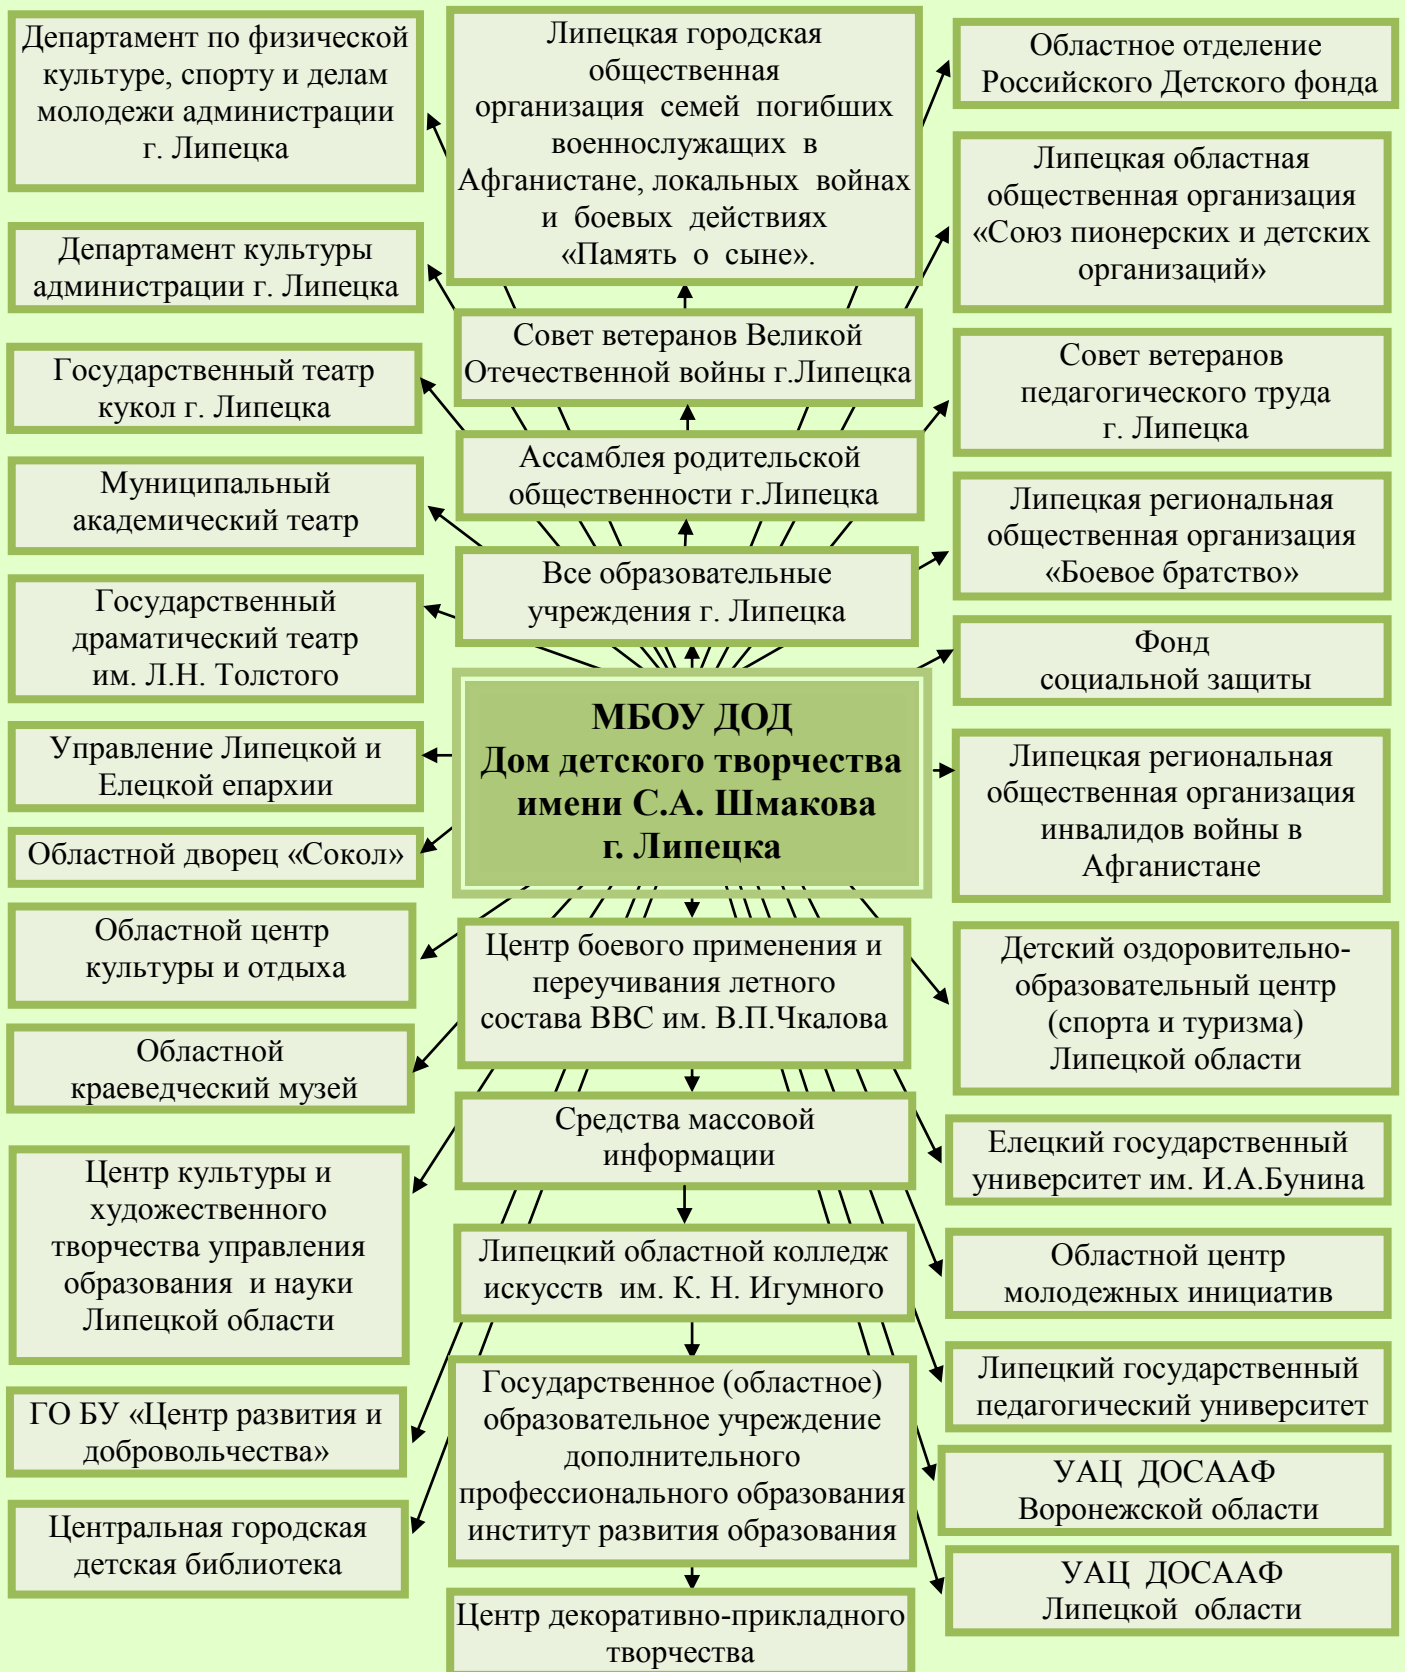 Департамент по физической
культуре, спорту и делам
молодежи администрации
г. Липецка
Департамент культуры
администрации г. Липецка
Государственный театр
кукол г. Липецка
Муниципальный
академический театр
Государственный
драматический театр
им. Л.Н. Толстого
Управление Липецкой и
Елецкой епархии
Областной дворец «Сокол»
Областной центр
культуры и отдыха
Областной
краеведческий музей
Центр культуры и
художественного
творчества управления
образования и науки
Липецкой области
ГО БУ «Центр развития и
добровольчества»
Центральная городская
детская библиотека
Липецкая городская
общественная
организация семей погибших
военнослужащих в
Афганистане, локальных войнах
и боевых действиях
«Память о сыне».
Совет ветеранов Великой
Отечественной войны г.Липецка
Ассамблея родительской
общественности г.Липецка
Все образовательные
учреждения г. Липецка
МБОУ ДОД
Дом детского творчества
имени С.А. Шмакова
г. Липецка
Центр боевого применения и
переучивания летного
состава ВВС им. В.П.Чкалова
Средства массовой
информации
Липецкий областной колледж
искусств им. К. Н. Игумного
Государственное (областное)
образовательное учреждение
дополнительного
профессионального образования
институт развития образования
Центр декоративно-прикладного
творчества
Областное отделение
Российского Детского фонда
Липецкая областная
общественная организация
«Союз пионерских и детских
организаций»
Совет ветеранов
педагогического труда
г. Липецка
Липецкая региональная
общественная организация
«Боевое братство»
Фонд
социальной защиты
Липецкая региональная
общественная организация
инвалидов войны в
Афганистане
Детский оздоровительно-
образовательный центр
(спорта и туризма)
Липецкой области
Елецкий государственный
университет им. И.А.Бунина
Областной центр
молодежных инициатив
Липецкий государственный
педагогический университет
УАЦ ДОСААФ
Воронежской области
УАЦ ДОСААФ
Липецкой области